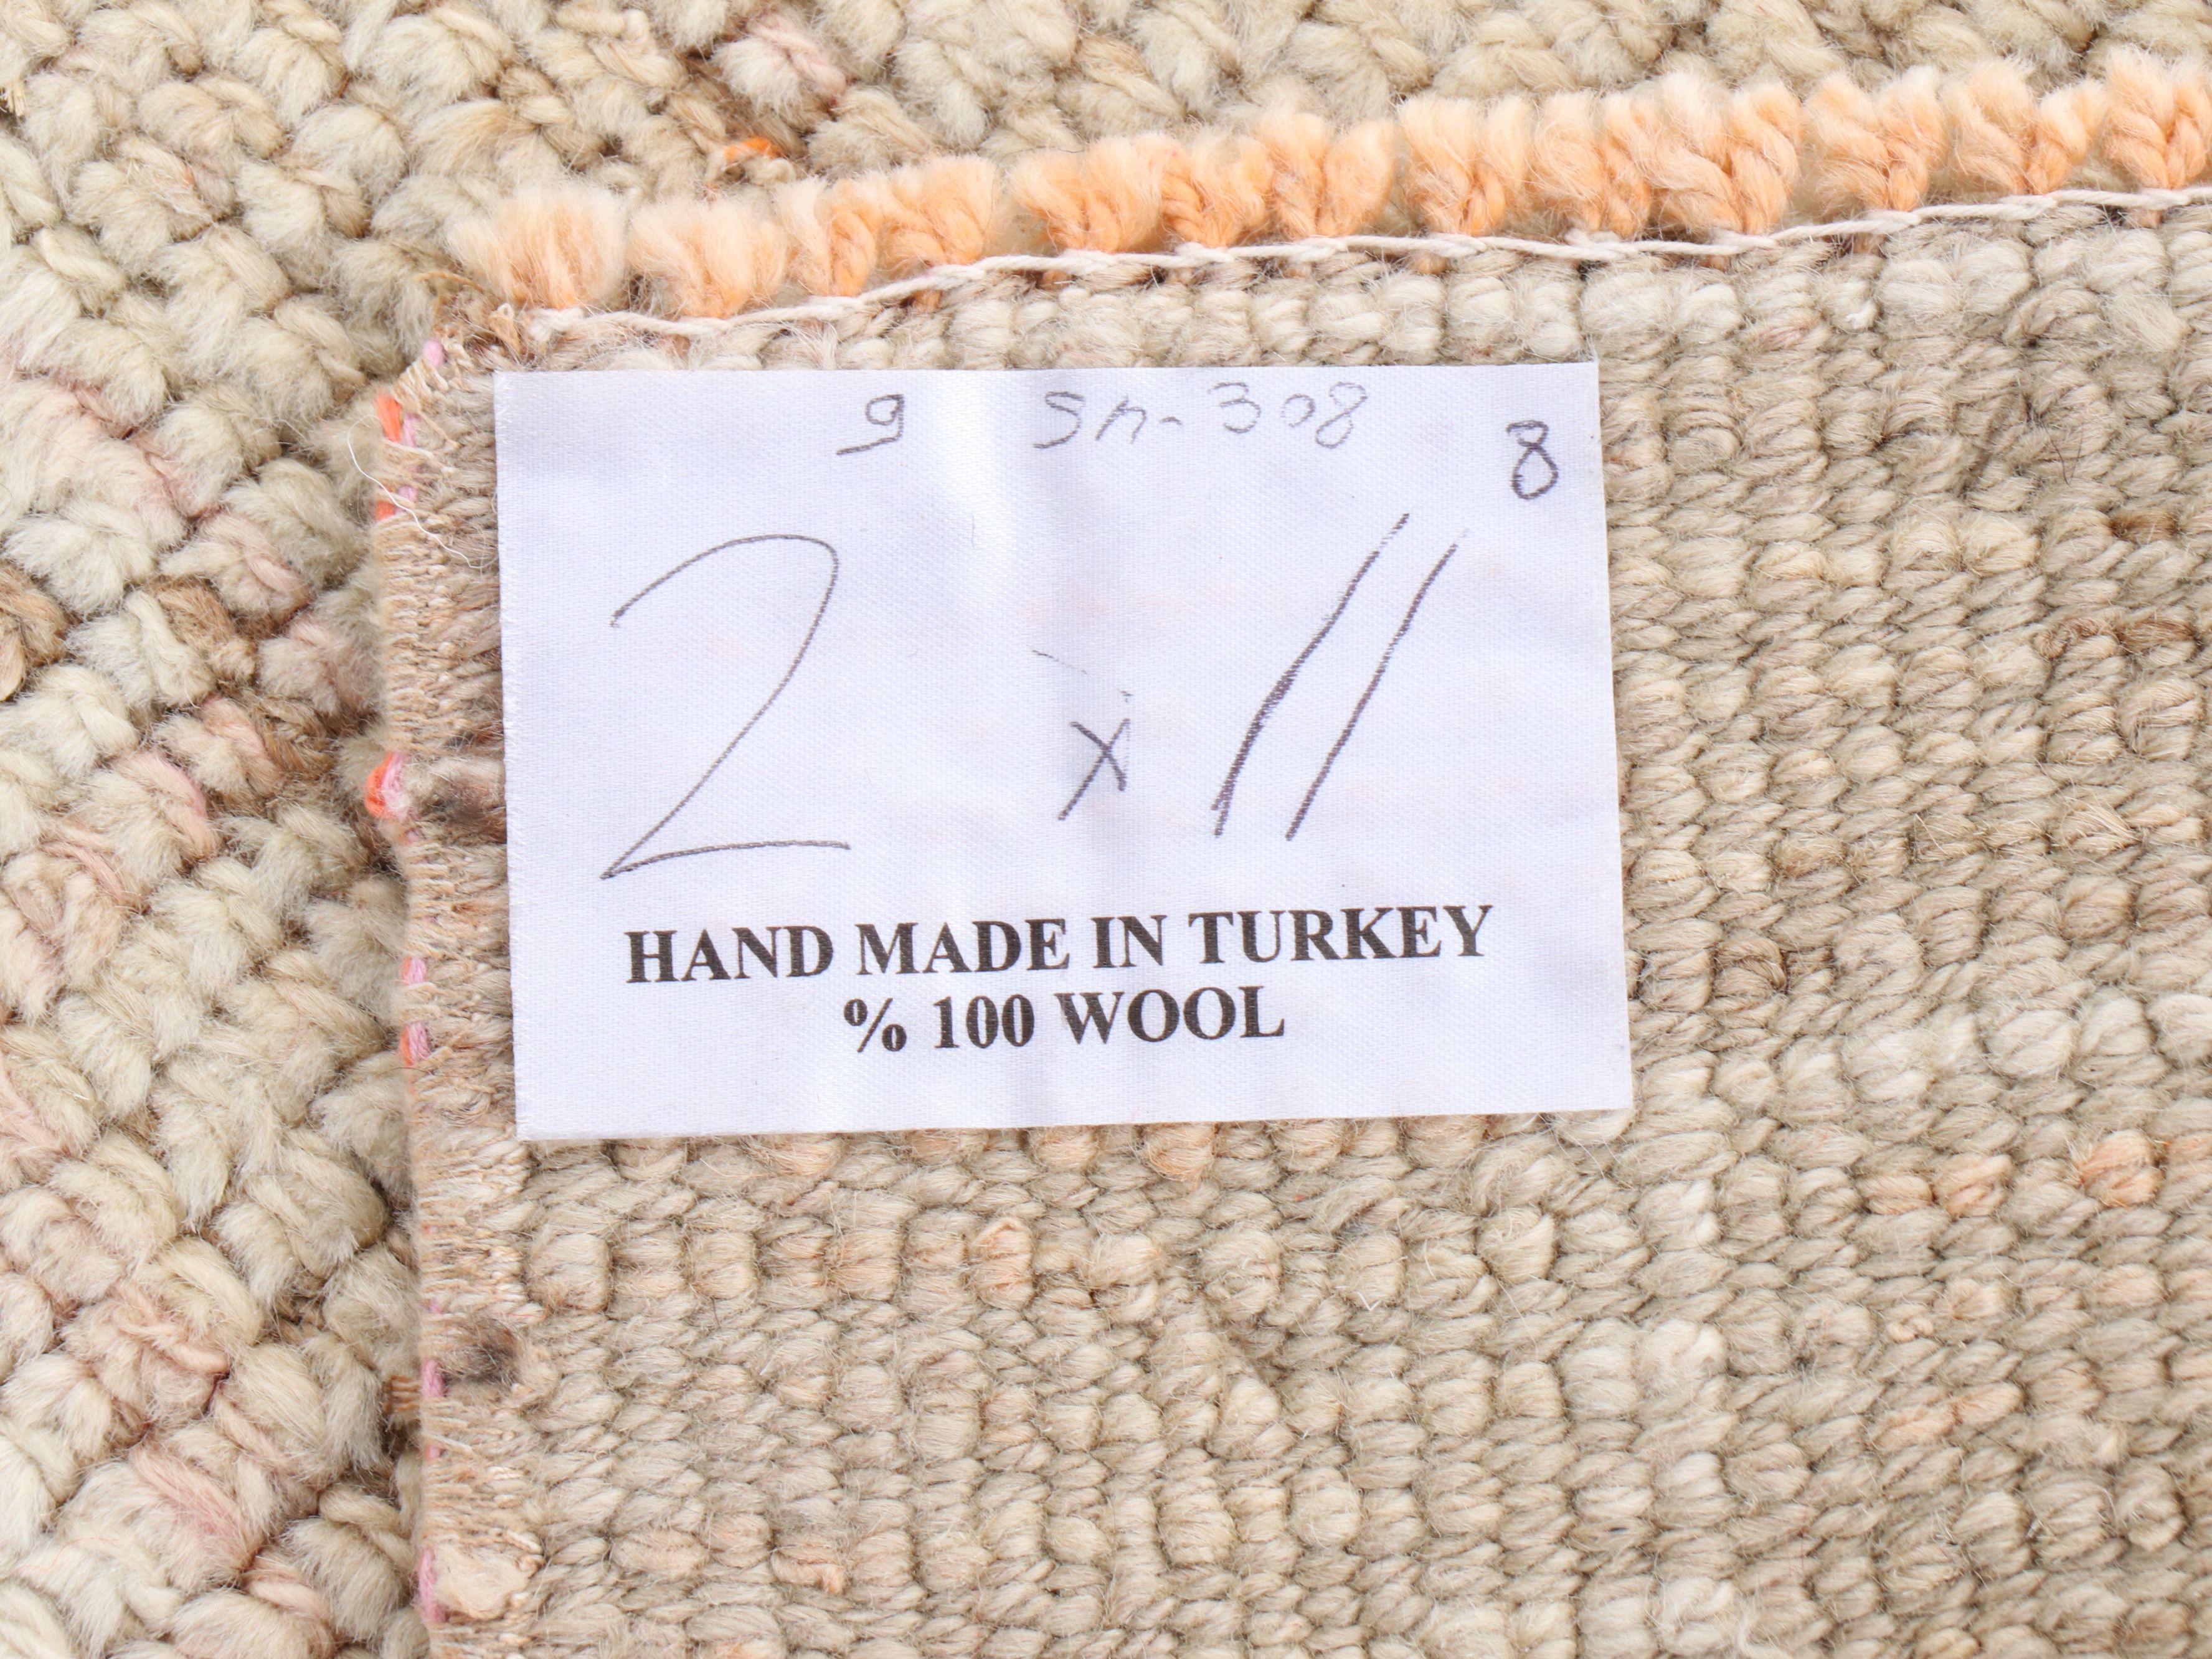 9 Sn-308 8
2 x 11
HAND MADE IN TURKEY
% 100 WOOL